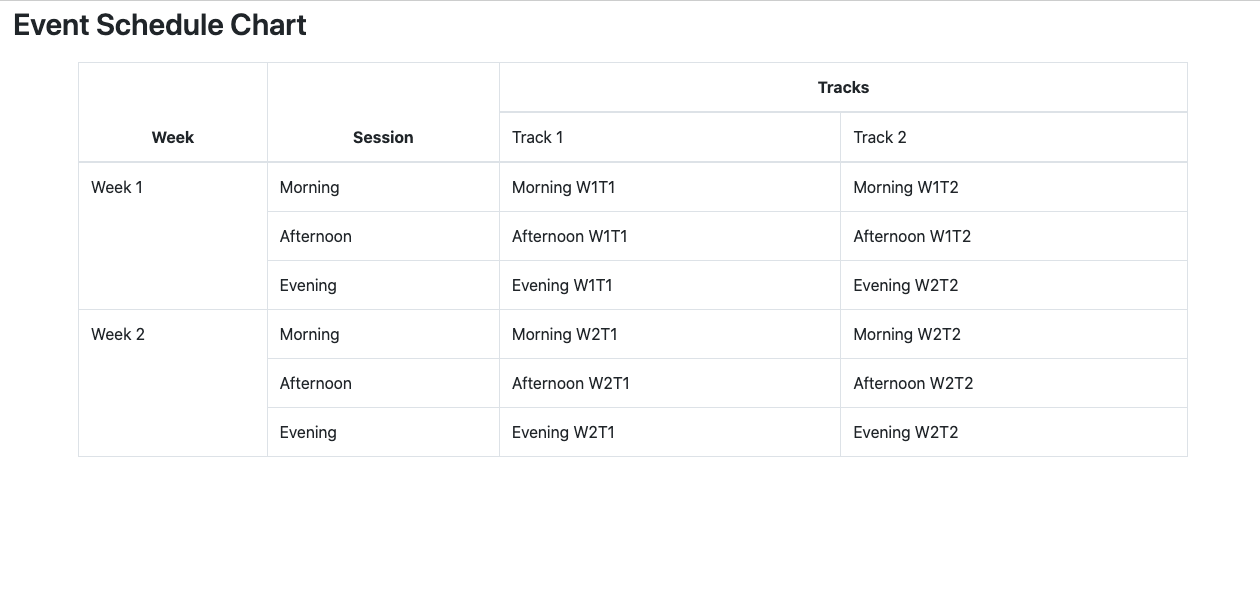 Event Schedule Chart
Tracks
Week Session Track 1 Track 2
Week 1 Morning Morning W1T1 Morning W1T2
Afternoon Afternoon W1T1 Afternoon W1T2
Evening Evening W1T1 Evening W2T2
Week 2 Morning Morning W2T1 Morning W2T2
Afternoon Afternoon W2T1 Afternoon W2T2
Evening Evening W2T1 Evening W2T2